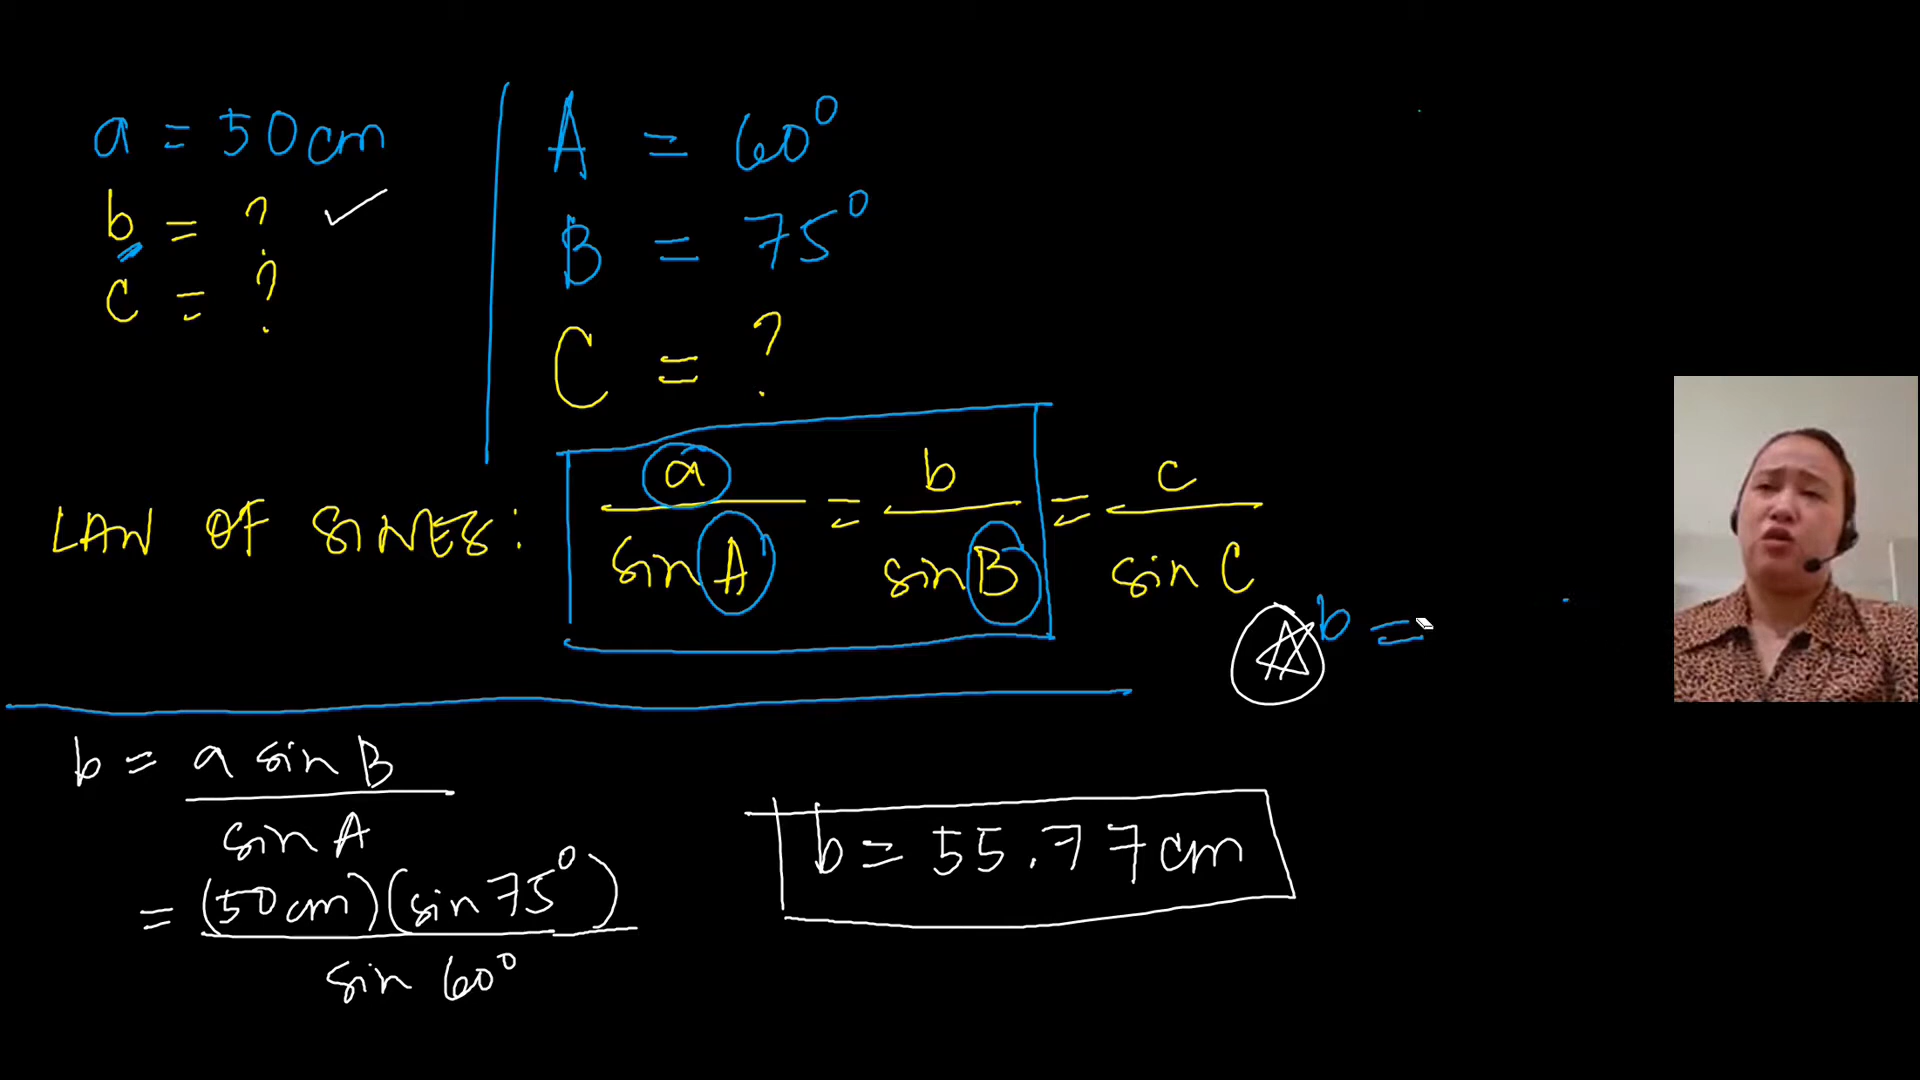 a = 50cm
b = ? ✓
c = ?
A = 60°
B = 75°
C = ?
LAW OF SINES: a/sin A = b/sin B = c/sin C
☆ b =
b = a sin B / sin A
= (50cm)(sin 75°) / sin 60°
b = 55.77cm